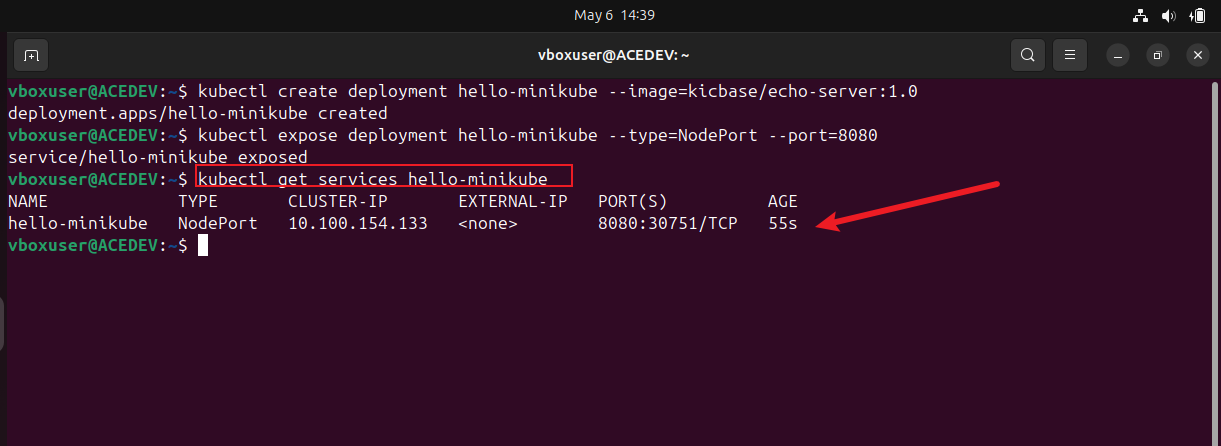 May 6 14:39
vboxuser@ACEDEV: ~
vboxuser@ACEDEV:~$ kubectl create deployment hello-minikube --image=kicbase/echo-server:1.0
deployment.apps/hello-minikube created
vboxuser@ACEDEV:~$ kubectl expose deployment hello-minikube --type=NodePort --port=8080
service/hello-minikube exposed
vboxuser@ACEDEV:~$ kubectl get services hello-minikube
NAME TYPE CLUSTER-IP EXTERNAL-IP PORT(S) AGE
hello-minikube NodePort 10.100.154.133 <none> 8080:30751/TCP 55s
vboxuser@ACEDEV:~$